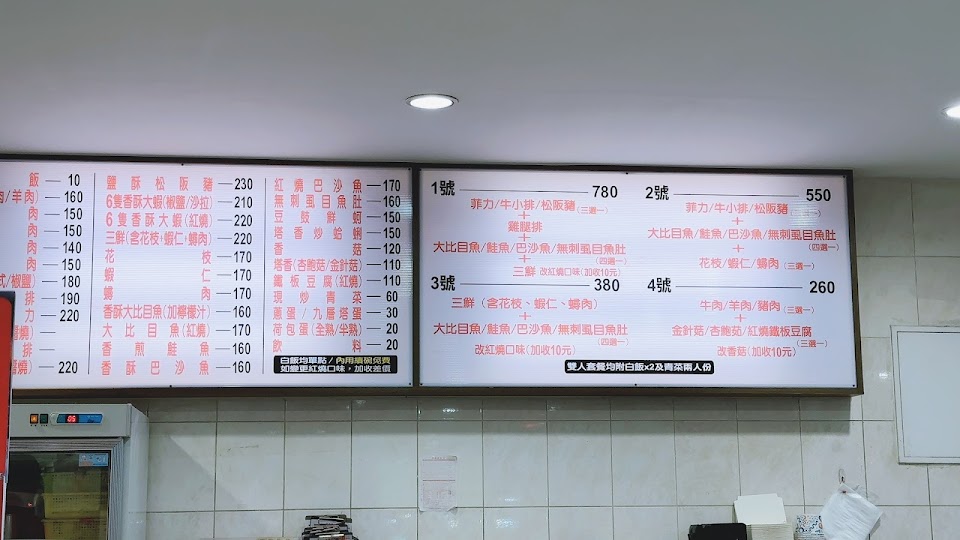 飯 — 10
肉/羊肉) — 160
肉 — 150
肉 — 150
肉 — 140
肉 — 150
式/椒鹽) — 180
排 — 190
力 — 220
燒)
排
燒) — 220
鹽酥松阪豬 — 230
6隻香酥大蝦(椒鹽/沙拉) — 210
6隻香酥大蝦(紅燒) — 220
三鮮(含花枝,蝦仁,蟳肉) — 220
花枝 — 170
蝦仁 — 170
蟳肉 — 170
香酥大比目魚(加檸檬汁) — 160
大比目魚(紅燒) — 170
香煎鮭魚 — 160
香酥巴沙魚 — 160
紅燒巴沙魚 — 170
無刺虱目魚肚 — 160
豆豉鮮蚵 — 150
塔香炒蛤蜊 — 150
香菇 — 120
塔香(杏鮑菇/金針菇) — 110
鐵板豆腐(紅燒) — 110
現炒青菜 — 60
蔥蛋/九層塔蛋 — 30
荷包蛋(全熟/半熟) — 20
飲料 — 20
白飯均單點/內用續碗免費
如變更紅燒口味,加收差價
1號 — 780
菲力/牛小排/松阪豬(三選一)
+
雞腿排
+
大比目魚/鮭魚/巴沙魚/無刺虱目魚肚
(四選一)
+
三鮮 改紅燒口味(加收10元)
2號 — 550
菲力/牛小排/松阪豬(三選一)
+
大比目魚/鮭魚/巴沙魚/無刺虱目魚肚
+ (四選一)
花枝/蝦仁/蟳肉(三選一)
3號 — 380
三鮮(含花枝、蝦仁、蟳肉)
+
大比目魚/鮭魚/巴沙魚/無刺虱目魚肚
(四選一)
改紅燒口味(加收10元)
4號 — 260
牛肉/羊肉/豬肉(三選一)
+
金針菇/杏鮑菇/紅燒鐵板豆腐
(三選一)
改香菇(加收10元)
雙人套餐均附白飯x2及青菜兩人份